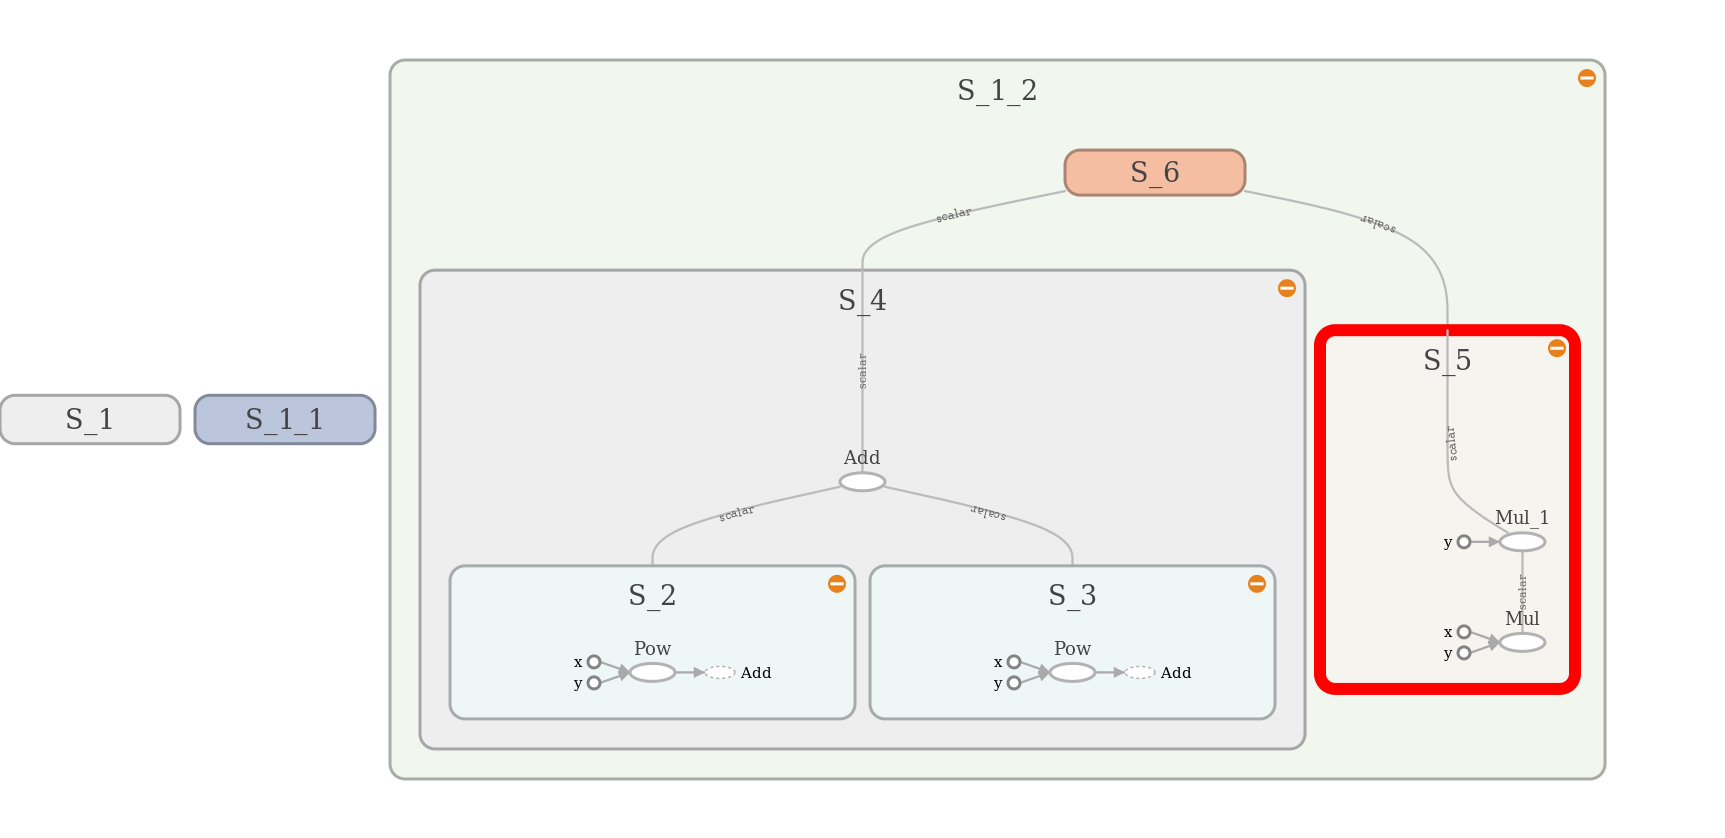 S_1_2
S_6
scalar
scalar
S_4
S_5
scalar
S_1
S_1_1
scalar
Add
scalar
scalar
Mul_1
y
S_2
S_3
scalar
Mul
x
y
Pow
Pow
x
y
Add
x
y
Add